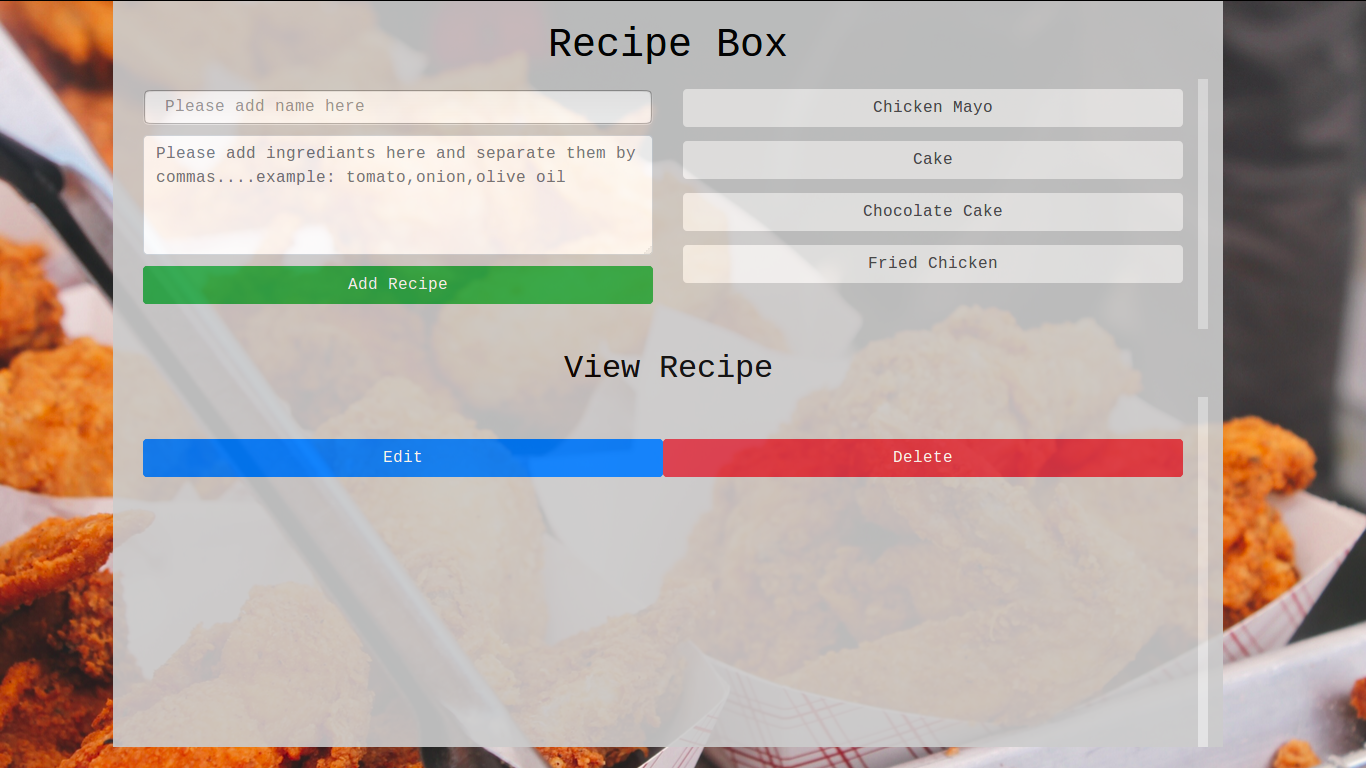 Recipe Box
Please add name here
Please add ingrediants here and separate them by
commas....example: tomato,onion,olive oil
Add Recipe
Chicken Mayo
Cake
Chocolate Cake
Fried Chicken
View Recipe
Edit
Delete